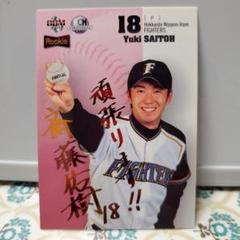 BBM
Rookie
18
( P )
Hokkaido Nippon-Ham
FIGHTERS
Yuki SAITOH
頑張ります!!
斎藤佑樹
18
FIGHTERS